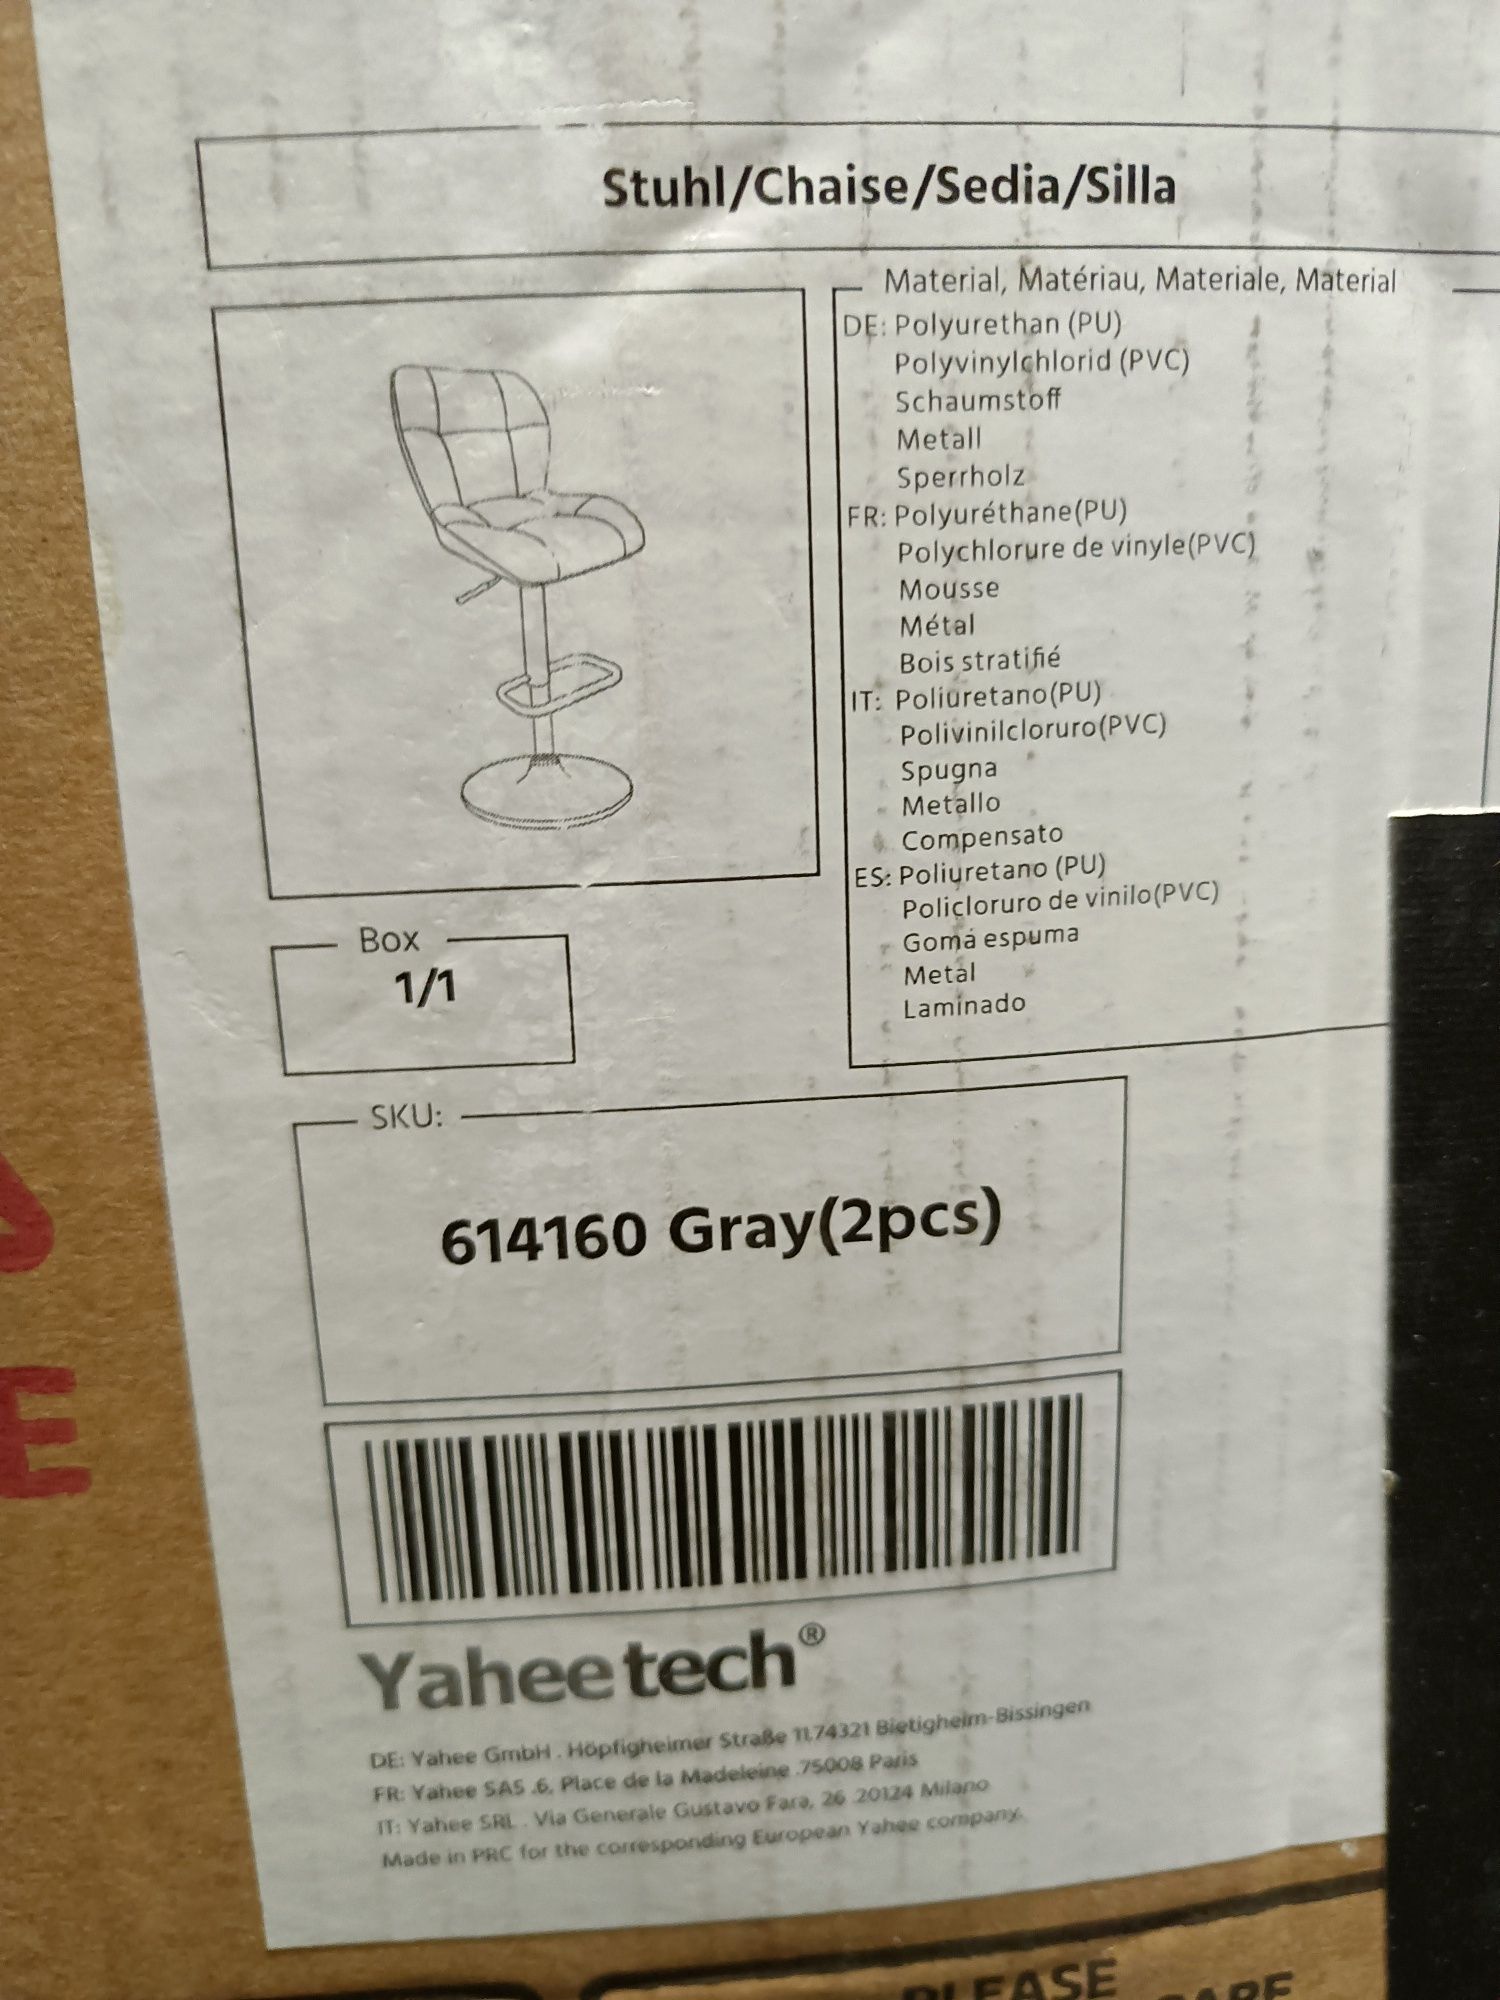 Stuhl/Chaise/Sedia/Silla
Material, Matériau, Materiale, Material
DE: Polyurethan (PU)
Polyvinylchlorid (PVC)
Schaumstoff
Metall
Sperrholz
FR: Polyuréthane(PU)
Polychlorure de vinyle(PVC)
Mousse
Métal
Bois stratifié
IT: Poliuretano(PU)
Polivinilcloruro(PVC)
Spugna
Metallo
Compensato
ES: Poliuretano (PU)
Policloruro de vinilo(PVC)
Goma espuma
Metal
Laminado
Box
1/1
SKU:
614160 Gray(2pcs)
Yaheetech®
DE: Yahee GmbH . Höpfigheimer Straße 11.74321 Bietigheim-Bissingen
FR: Yahee SAS .6, Place de la Madeleine .75008 Paris
IT: Yahee SRL . Via Generale Gustavo Fara, 26 .20124 Milano
Made in PRC for the corresponding European Yahee company.
PLEASE
E